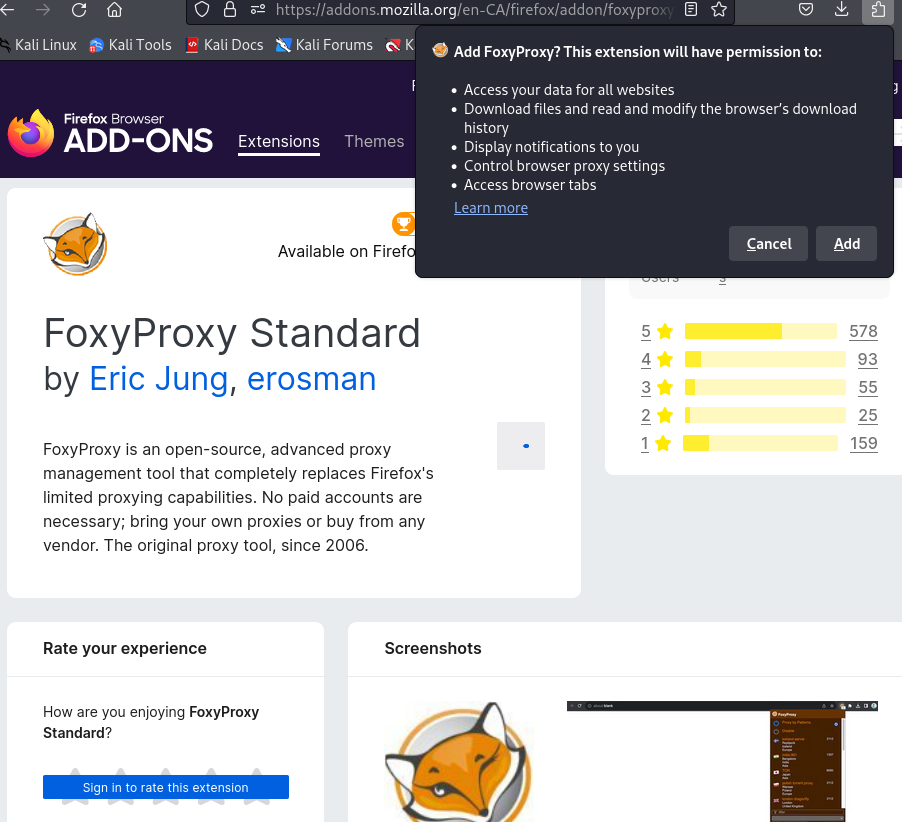 https://addons.mozilla.org/en-CA/firefox/addon/foxyproxy
Kali Linux
Kali Tools
Kali Docs
Kali Forums
Add FoxyProxy? This extension will have permission to:
• Access your data for all websites
• Download files and read and modify the browser’s download
history
• Display notifications to you
• Control browser proxy settings
• Access browser tabs
Learn more
Cancel
Add
Firefox Browser
ADD-ONS
Extensions
Themes
Available on Firefo
Users
FoxyProxy Standard
by Eric Jung, erosman
FoxyProxy is an open-source, advanced proxy
management tool that completely replaces Firefox's
limited proxying capabilities. No paid accounts are
necessary; bring your own proxies or buy from any
vendor. The original proxy tool, since 2006.
5 578
4 93
3 55
2 25
1 159
Rate your experience
How are you enjoying FoxyProxy
Standard?
Sign in to rate this extension
Screenshots
FoxyProxy